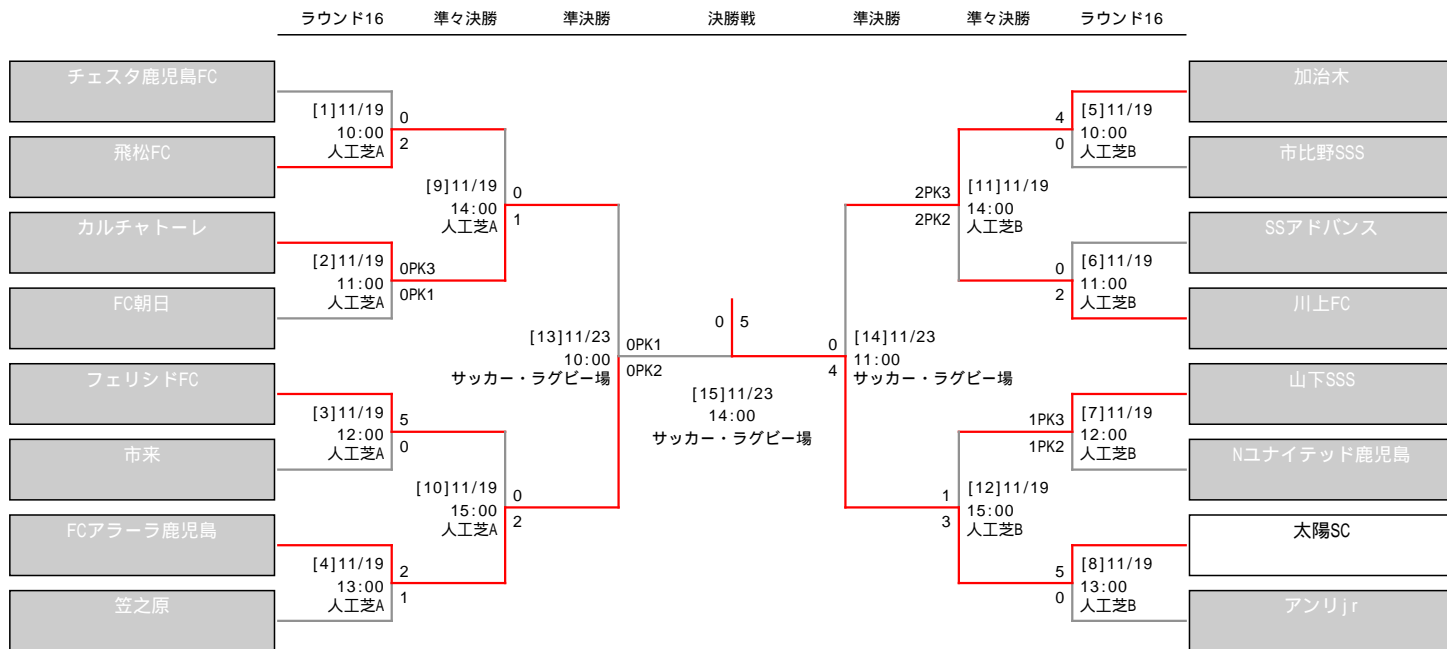 ラウンド16 準々決勝 準決勝 決勝戦 準決勝 準々決勝 ラウンド16
チェスタ鹿児島FC
飛松FC
カルチャトーレ
FC朝日
フェリシドFC
市来
FCアラーラ鹿児島
笠之原
[1]11/19
10:00
人工芝A
0
2
[2]11/19
11:00
人工芝A
0PK3
0PK1
[3]11/19
12:00
人工芝A
5
0
[4]11/19
13:00
人工芝A
2
1
[9]11/19
14:00
人工芝A
0
1
[10]11/19
15:00
人工芝A
0
2
[13]11/23
10:00
サッカー・ラグビー場
0PK1
0PK2
0 5
[15]11/23
14:00
サッカー・ラグビー場
0
4
[14]11/23
11:00
サッカー・ラグビー場
2PK3
2PK2
[11]11/19
14:00
人工芝B
1
3
[12]11/19
15:00
人工芝B
4
0
[5]11/19
10:00
人工芝B
0
2
[6]11/19
11:00
人工芝B
1PK3
1PK2
[7]11/19
12:00
人工芝B
5
0
[8]11/19
13:00
人工芝B
加治木
市比野SSS
SSアドバンス
川上FC
山下SSS
Nユナイテッド鹿児島
太陽SC
アンリjr